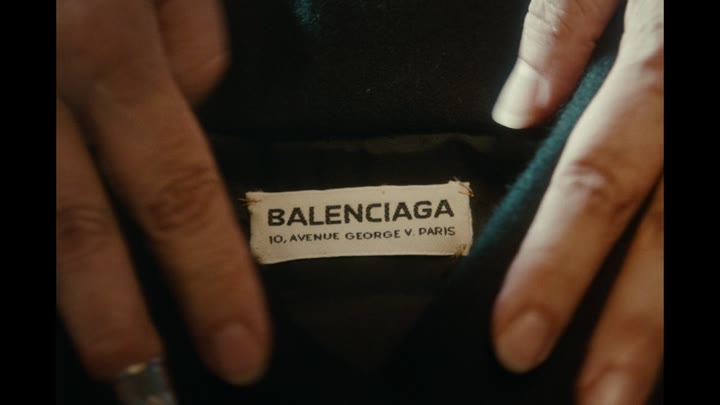 BALENCIAGA
10, AVENUE GEORGE V. PARIS